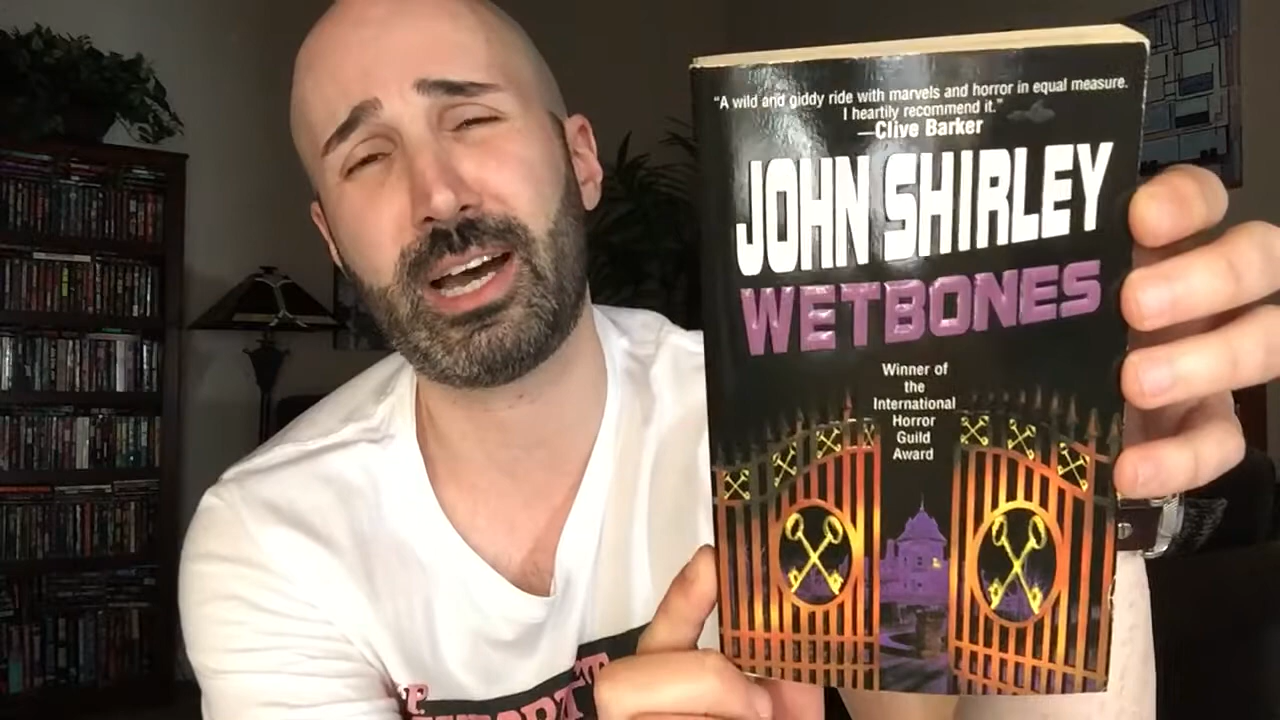 "A wild and giddy ride with marvels and horror in equal measure.
I heartily recommend it."
—Clive Barker
JOHN SHIRLEY
WETBONES
Winner of
the
International
Horror
Guild
Award